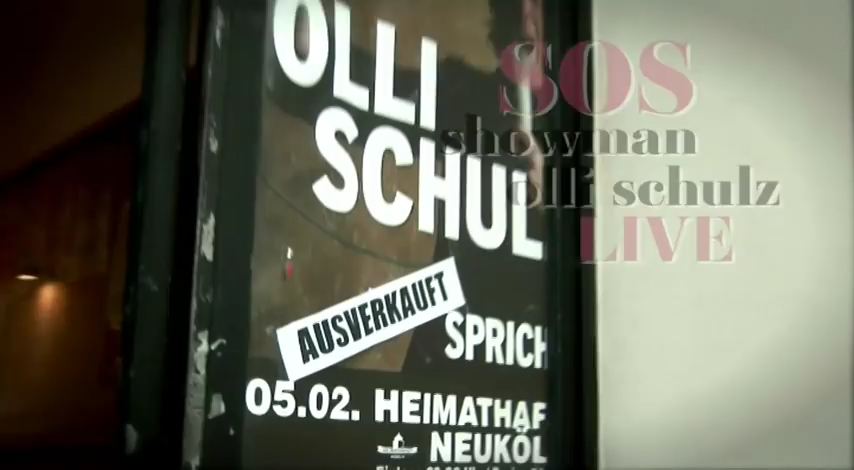 OLLI
SCHUL
AUSVERKAUFT
SPRICH
05.02. HEIMATHAF
NEUKÖL
SOS
showman
olli schulz
LIVE